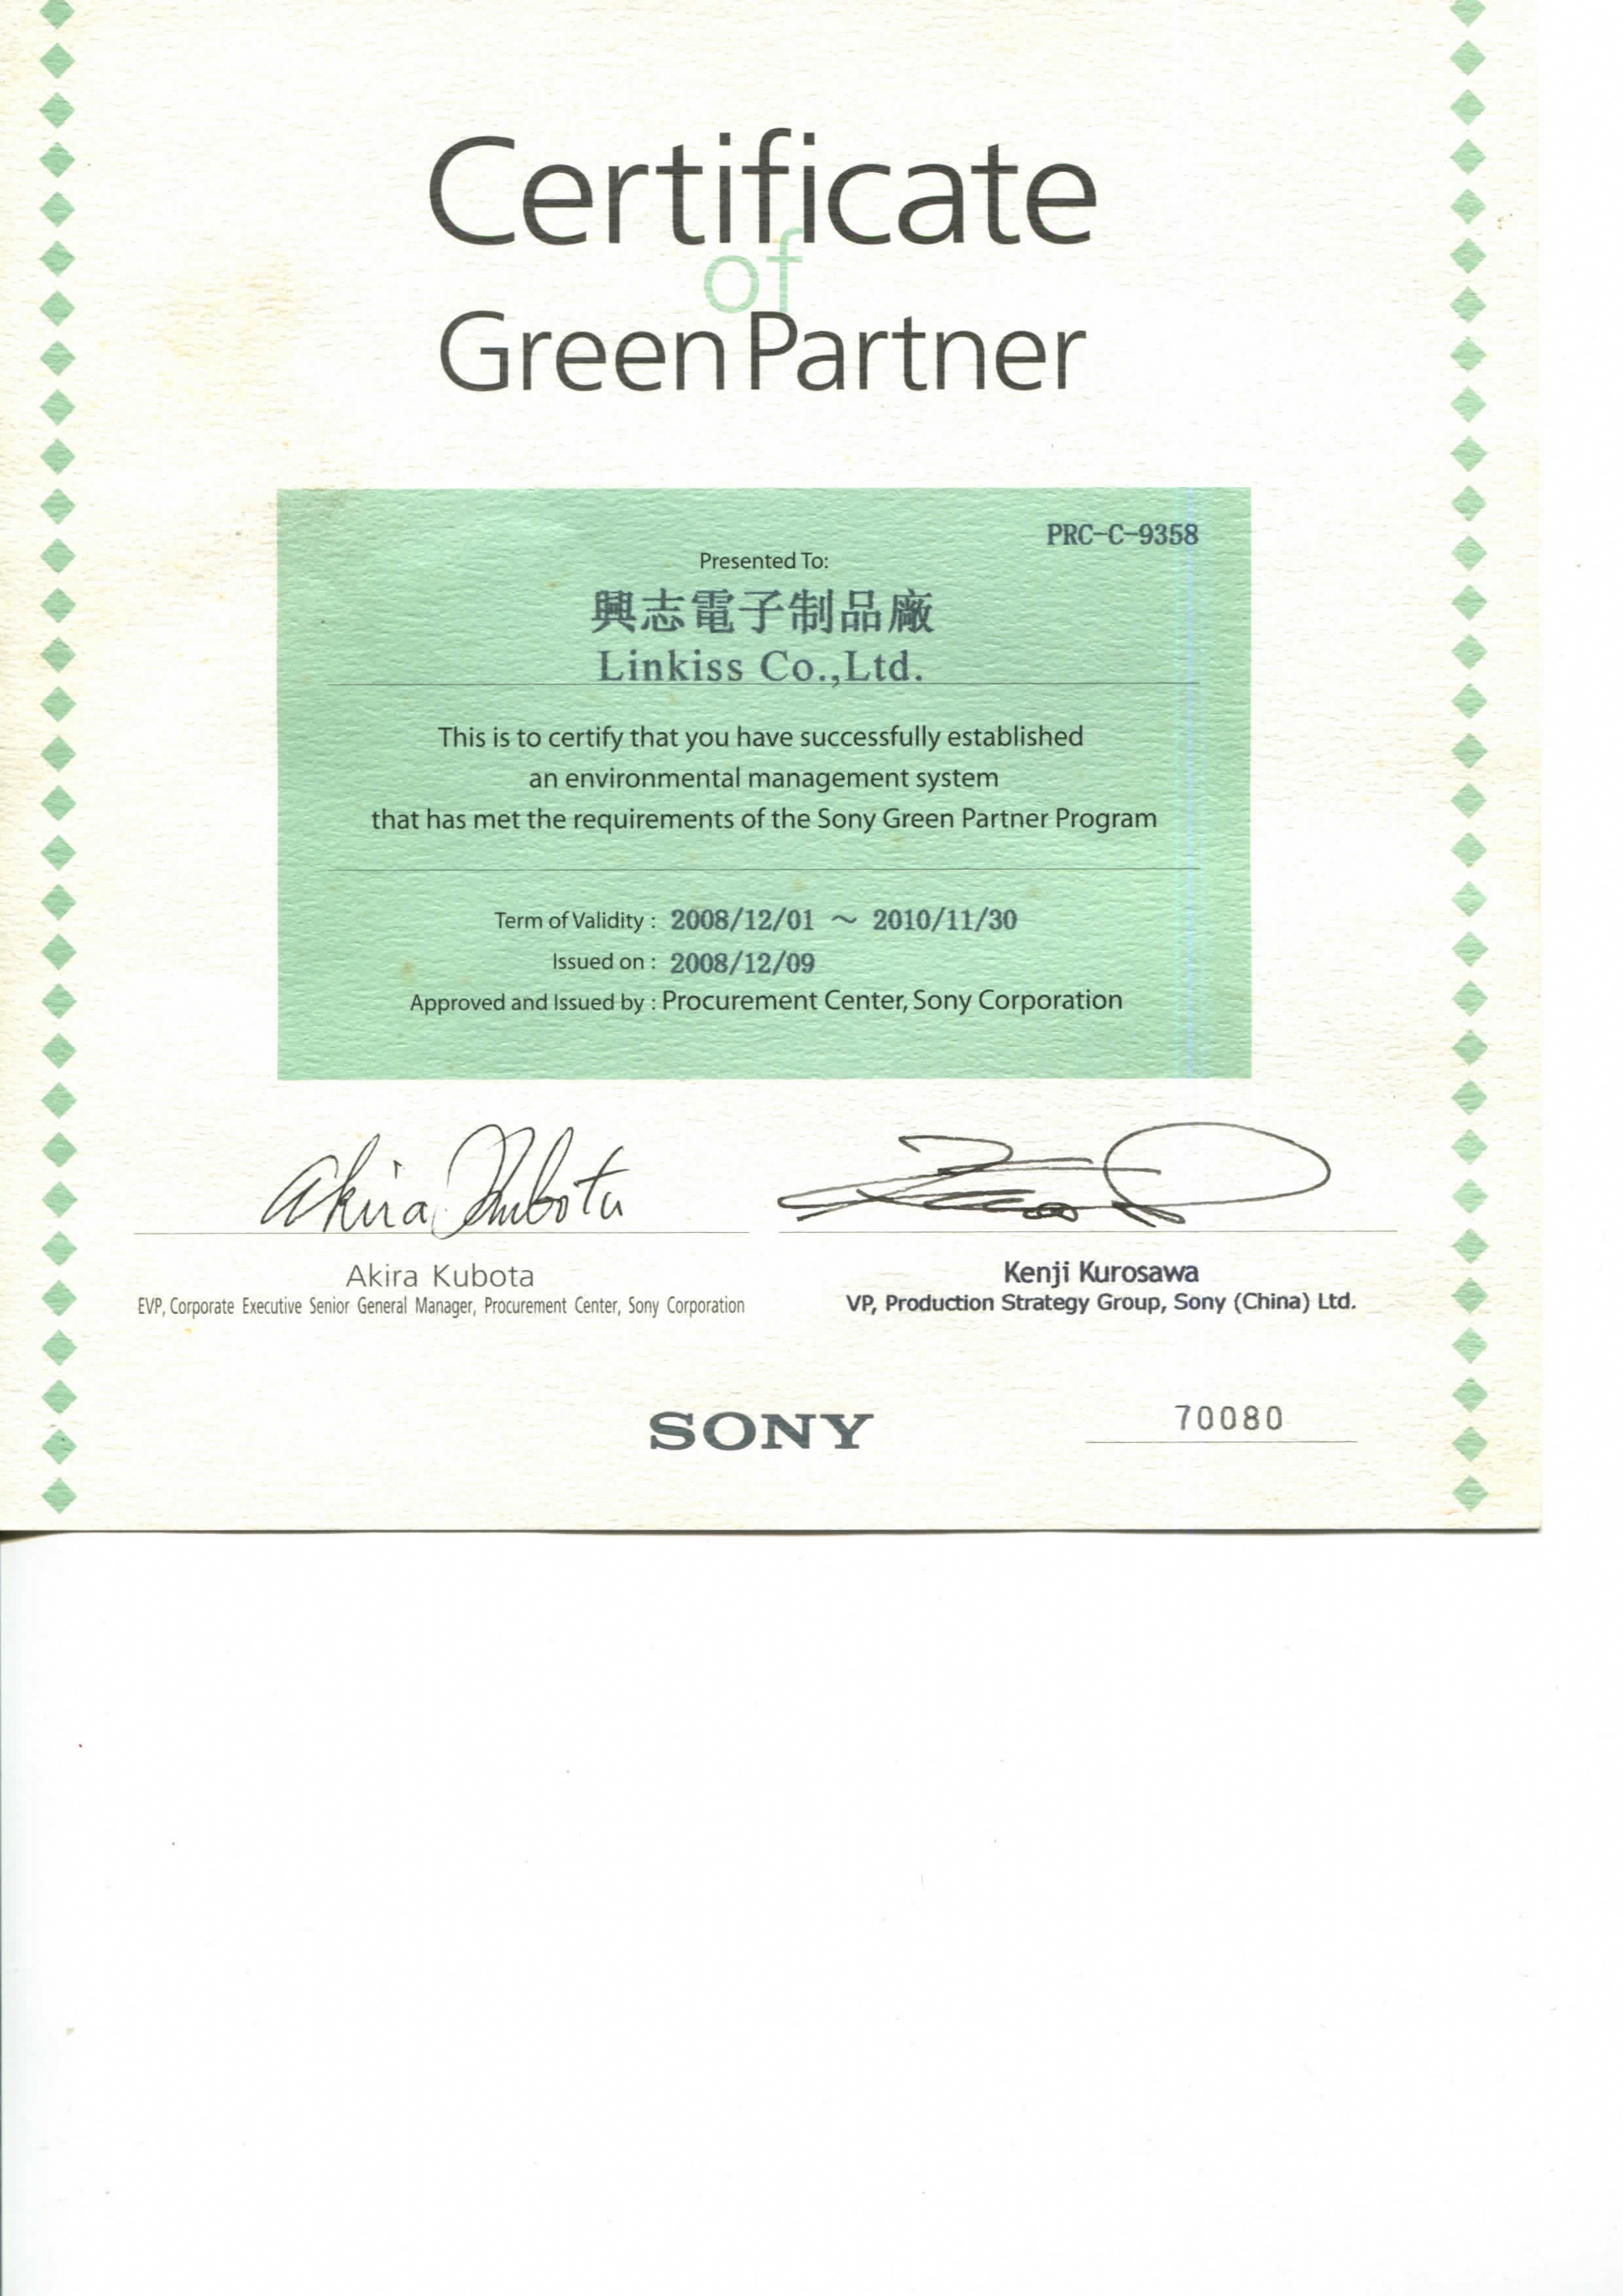 Certificate
of
Green Partner
PRC-C-9358
Presented To:
興志電子制品廠
Linkiss Co.,Ltd.
This is to certify that you have successfully established
an environmental management system
that has met the requirements of the Sony Green Partner Program
Term of Validity : 2008/12/01 ～ 2010/11/30
Issued on : 2008/12/09
Approved and Issued by : Procurement Center, Sony Corporation
Akira Kubota
Akira Kubota
EVP, Corporate Executive Senior General Manager, Procurement Center, Sony Corporation
Kenji Kurosawa
VP, Production Strategy Group, Sony (China) Ltd.
SONY
70080